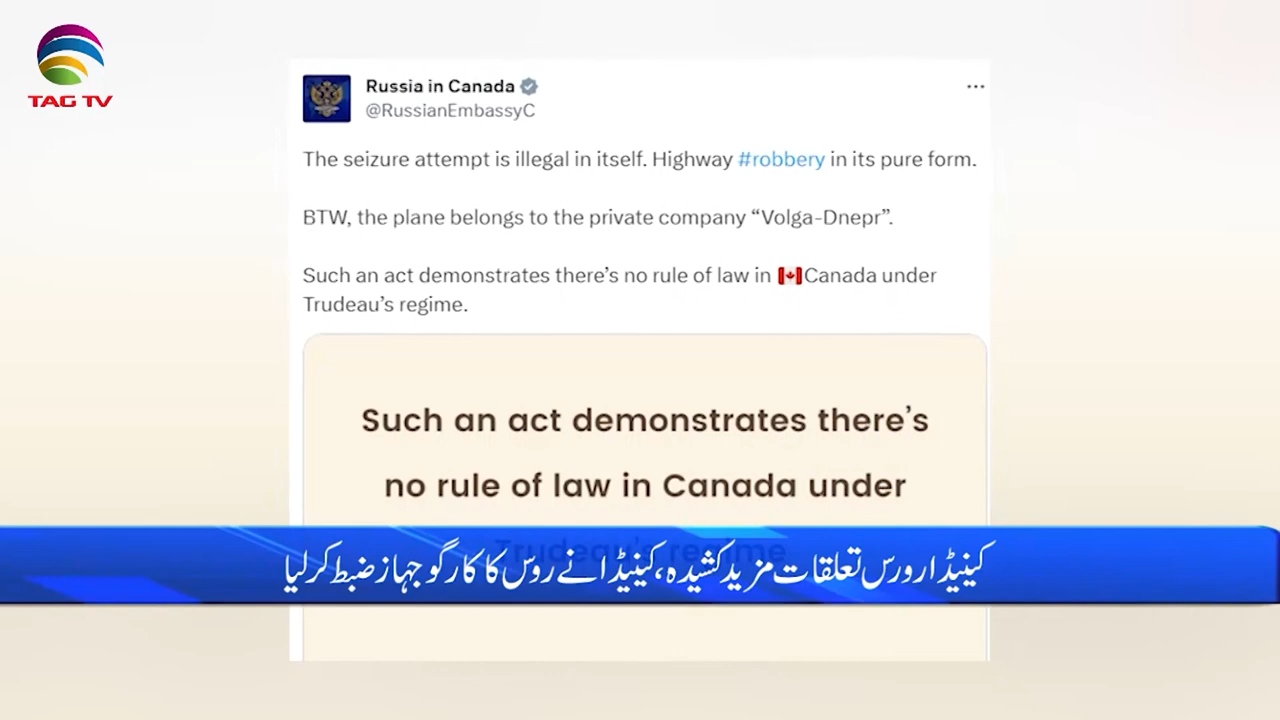 TAG TV
Russia in Canada
@RussianEmbassyC
The seizure attempt is illegal in itself. Highway #robbery in its pure form.
BTW, the plane belongs to the private company “Volga-Dnepr”.
Such an act demonstrates there’s no rule of law in 🇨🇦Canada under
Trudeau’s regime.
Such an act demonstrates there’s
no rule of law in Canada under
Trudeau’s regime
کینیڈا رورس تعلقات مزید کشیدہ، کینیڈا نے روس کا کارگو جہاز ضبط کرلیا